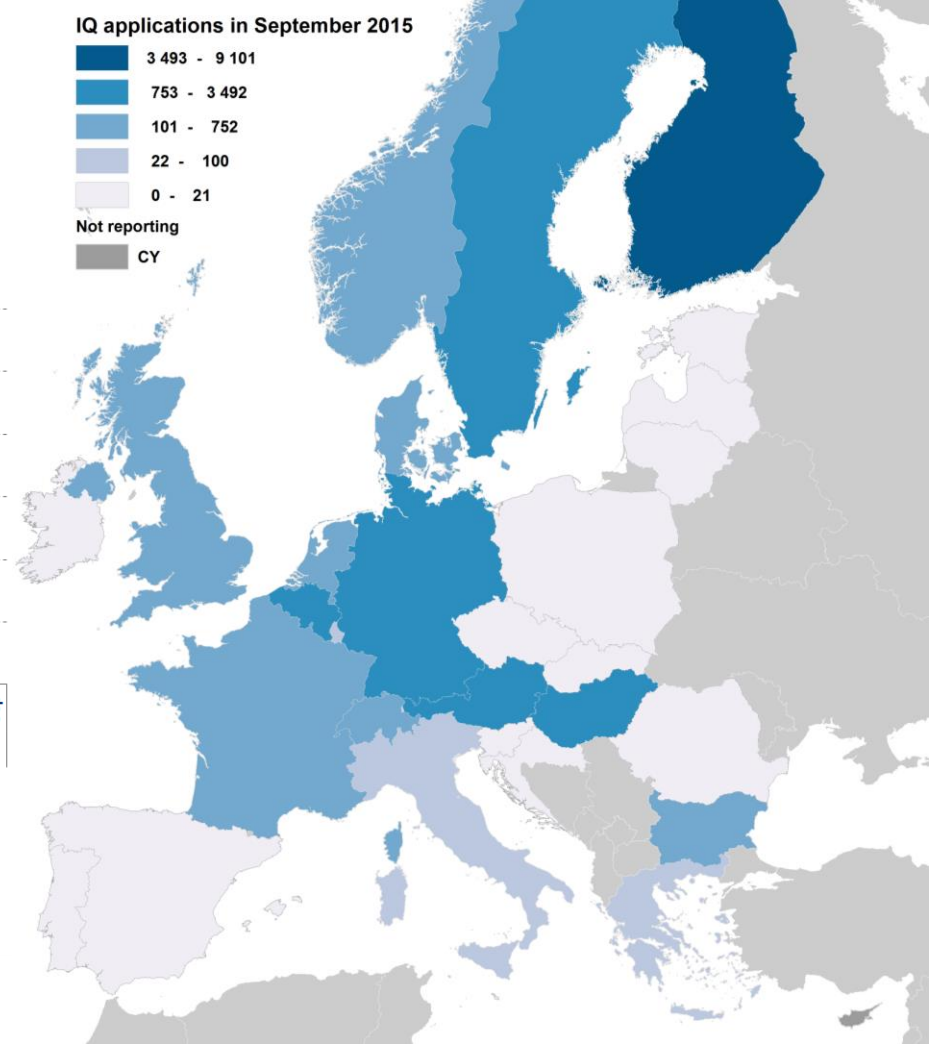 IQ applications in September 2015
3 493 - 9 101
753 - 3 492
101 - 752
22 - 100
0 - 21
Not reporting
CY